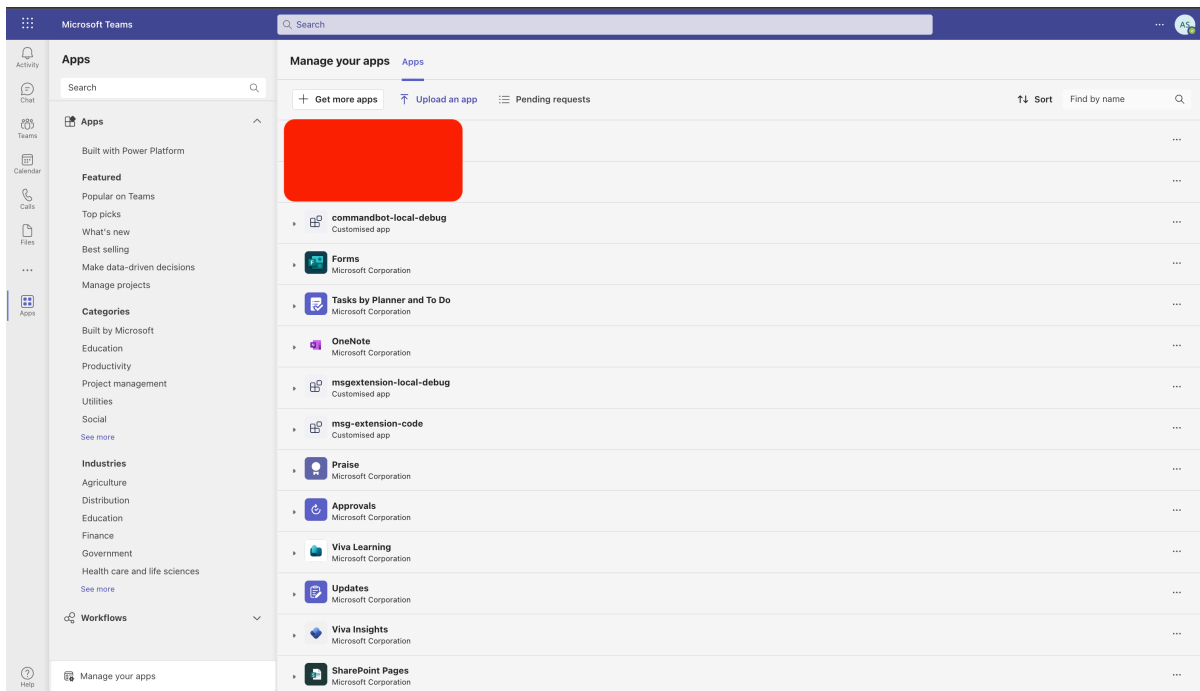 Microsoft Teams
Search
AS
Activity
Chat
Teams
Calendar
Calls
Files
Apps
Help
Apps
Search
Apps
Built with Power Platform
Featured
Popular on Teams
Top picks
What's new
Best selling
Make data-driven decisions
Manage projects
Categories
Built by Microsoft
Education
Productivity
Project management
Utilities
Social
See more
Industries
Agriculture
Distribution
Education
Finance
Government
Health care and life sciences
See more
Workflows
Manage your apps
Manage your apps Apps
Get more apps Upload an app Pending requests Sort Find by name
commandbot-local-debug
Customised app
Forms
Microsoft Corporation
Tasks by Planner and To Do
Microsoft Corporation
OneNote
Microsoft Corporation
msgextension-local-debug
Customised app
msg-extension-code
Customised app
Praise
Microsoft Corporation
Approvals
Microsoft Corporation
Viva Learning
Microsoft Corporation
Updates
Microsoft Corporation
Viva Insights
Microsoft Corporation
SharePoint Pages
Microsoft Corporation